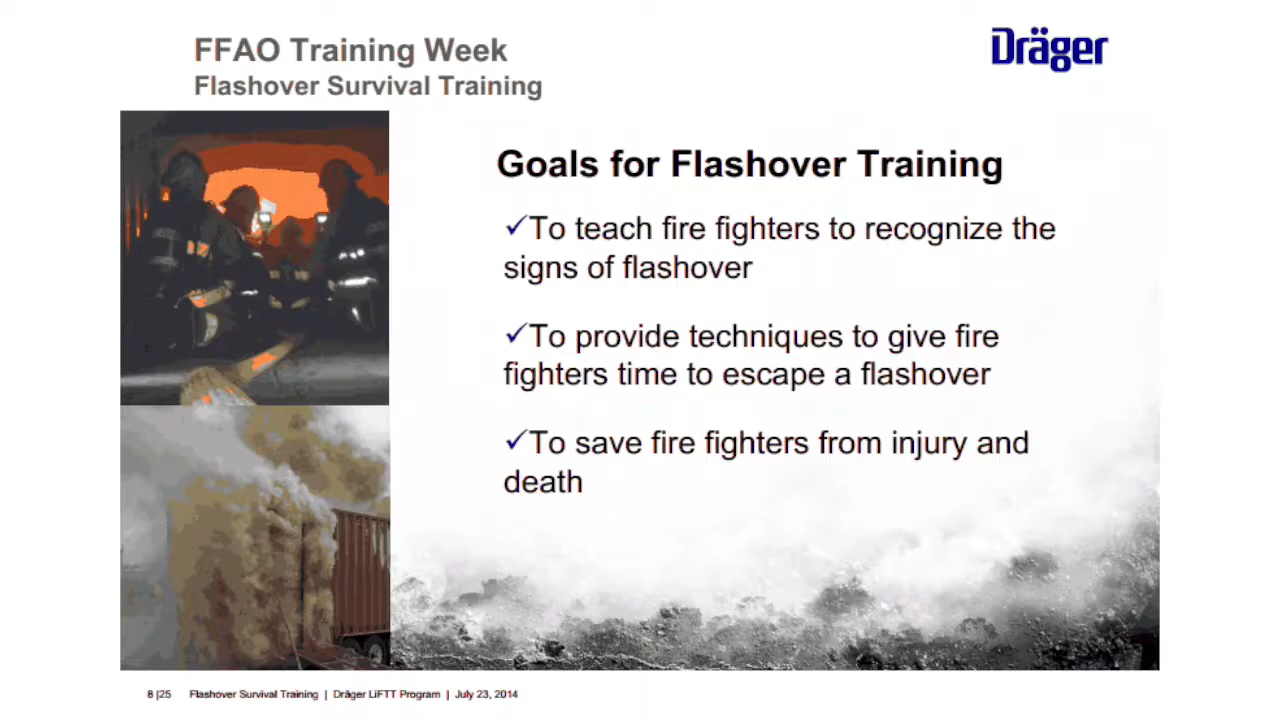 FFAO Training Week
Flashover Survival Training
Dräger
Goals for Flashover Training
✓To teach fire fighters to recognize the
signs of flashover
✓To provide techniques to give fire
fighters time to escape a flashover
✓To save fire fighters from injury and
death
8 |25 Flashover Survival Training | Dräger LiFTT Program | July 23, 2014